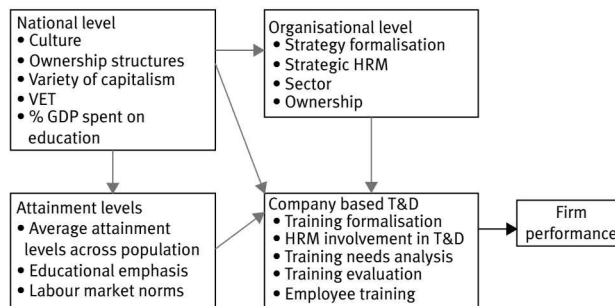 National level
• Culture
• Ownership structures
• Variety of capitalism
• VET
• % GDP spent on
education
Organisational level
• Strategy formalisation
• Strategic HRM
• Sector
• Ownership
Attainment levels
• Average attainment
levels across population
• Educational emphasis
• Labour market norms
Company based T&D
• Training formalisation
• HRM involvement in T&D
• Training needs analysis
• Training evaluation
• Employee training
Firm
performance